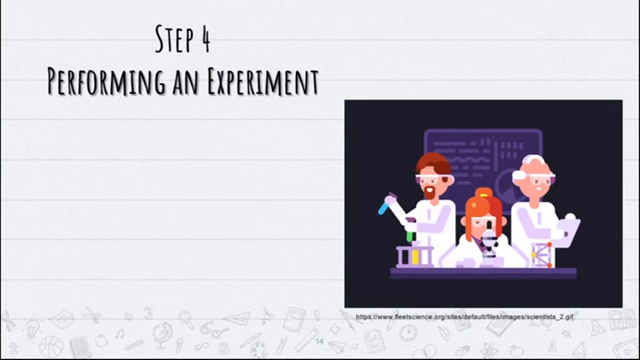 Step 4
Performing an Experiment
https://www.fleetscience.org/sites/default/files/images/scientists_2.gif
14